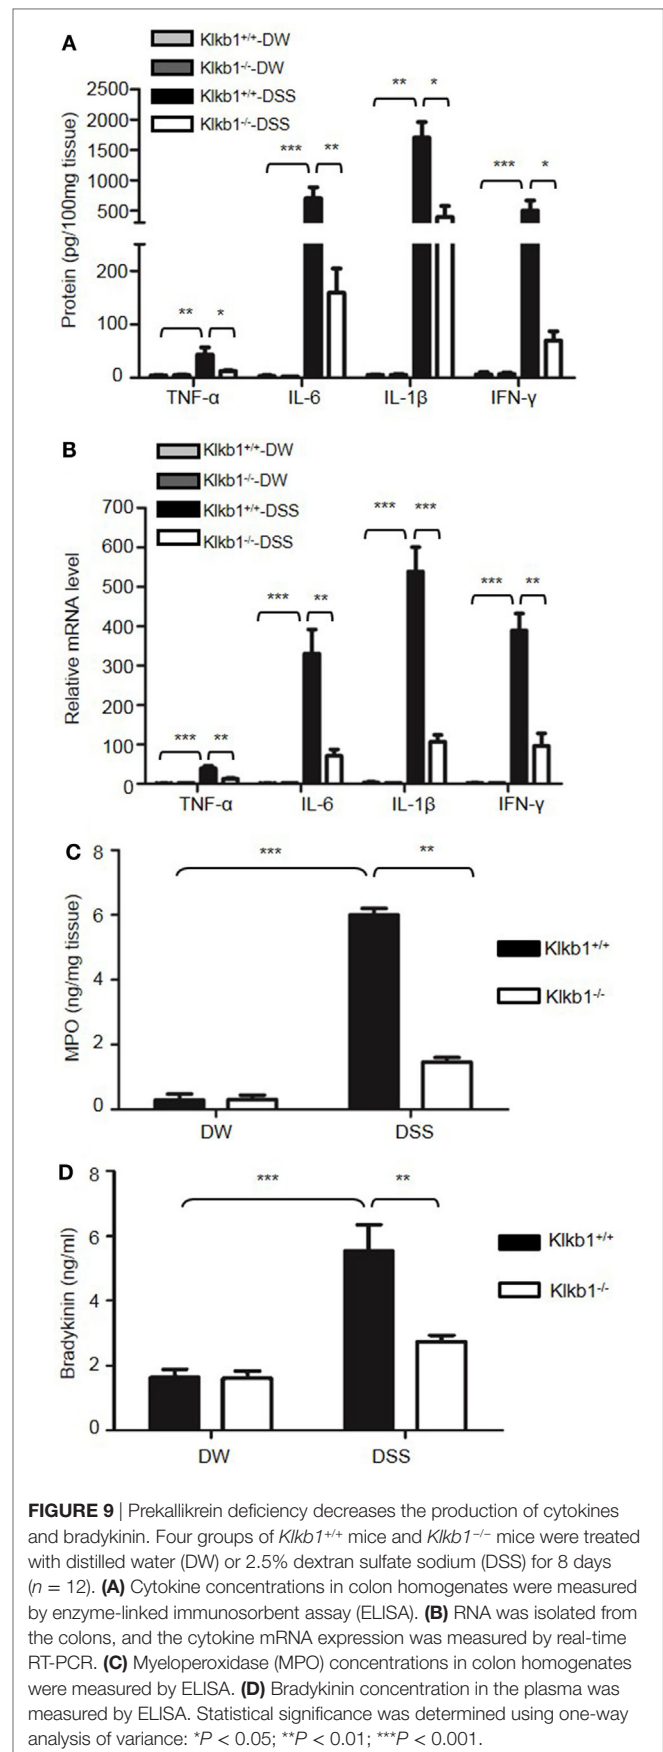 A
Klkb1+/+-DW
Klkb1-/--DW
Klkb1+/+-DSS
Klkb1-/--DSS
Protein (pg/100mg tissue)
2500
2000
1500
1000
500
200
100
0
** *
*** **
** *
*** *
TNF-α IL-6 IL-1β IFN-γ
B
Klkb1+/+-DW
Klkb1-/--DW
Klkb1+/+-DSS
Klkb1-/--DSS
Relative mRNA level
700
600
500
400
300
200
100
0
*** **
*** **
*** ***
*** **
TNF-α IL-6 IL-1β IFN-γ
C
MPO (ng/mg tissue)
8
6
4
2
0
*** **
Klkb1+/+
Klkb1-/-
DW DSS
D
Bradykinin (ng/ml)
8
6
4
2
0
*** **
Klkb1+/+
Klkb1-/-
DW DSS
FIGURE 9 | Prekallikrein deficiency decreases the production of cytokines
and bradykinin. Four groups of Klkb1+/+ mice and Klkb1−/− mice were treated
with distilled water (DW) or 2.5% dextran sulfate sodium (DSS) for 8 days
(n = 12). (A) Cytokine concentrations in colon homogenates were measured
by enzyme-linked immunosorbent assay (ELISA). (B) RNA was isolated from
the colons, and the cytokine mRNA expression was measured by real-time
RT-PCR. (C) Myeloperoxidase (MPO) concentrations in colon homogenates
were measured by ELISA. (D) Bradykinin concentration in the plasma was
measured by ELISA. Statistical significance was determined using one-way
analysis of variance: *P < 0.05; **P < 0.01; ***P < 0.001.